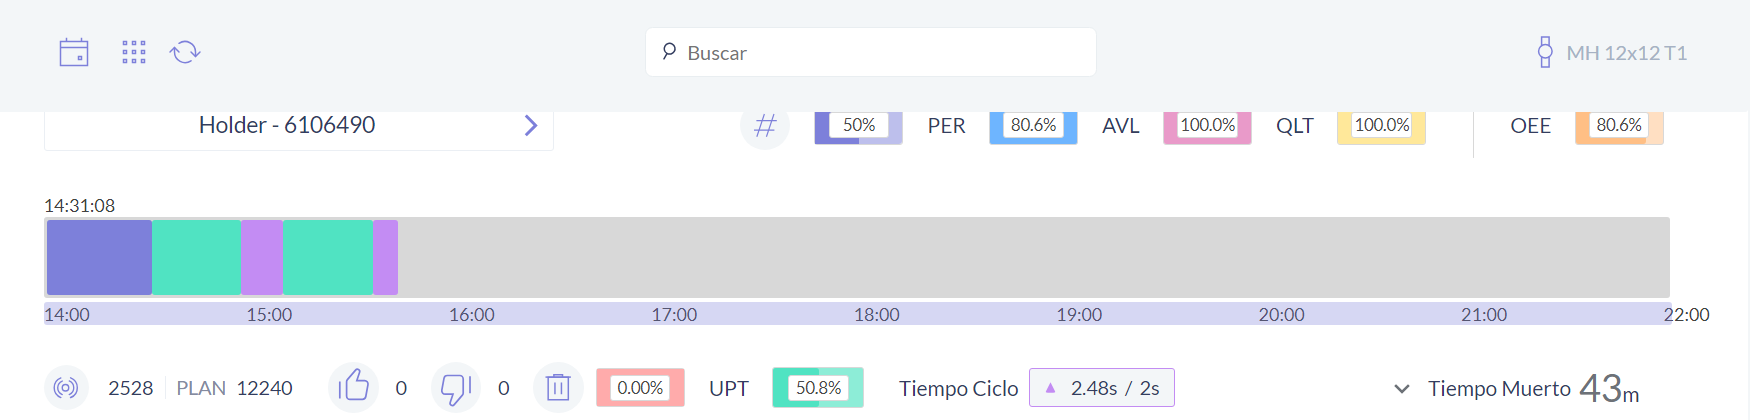 Buscar
MH 12x12 T1
Holder - 6106490
# 50% PER 80.6% AVL 100.0% QLT 100.0% OEE 80.6%
14:31:08
14:00 15:00 16:00 17:00 18:00 19:00 20:00 21:00 22:00
2528 PLAN 12240 0 0 0.00% UPT 50.8% Tiempo Ciclo ▲ 2.48s / 2s Tiempo Muerto 43m